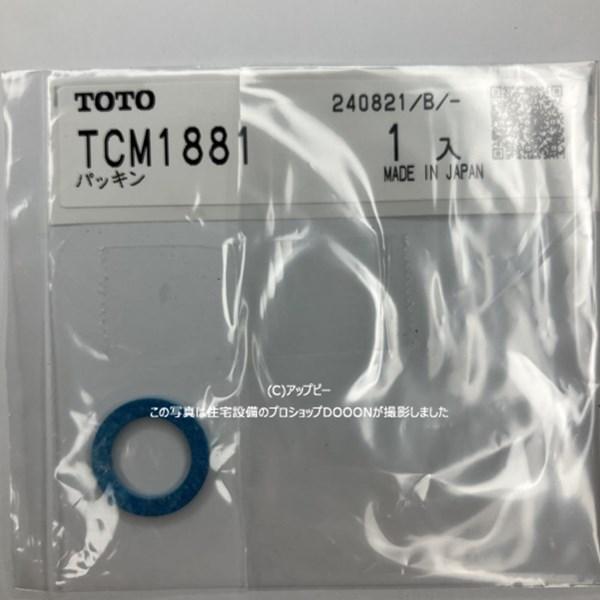 TOTO 240821/B/-
TCM1881 1 入
パッキン MADE IN JAPAN
(C)アップビー
この写真は住宅設備のプロショップDOOONが撮影しました